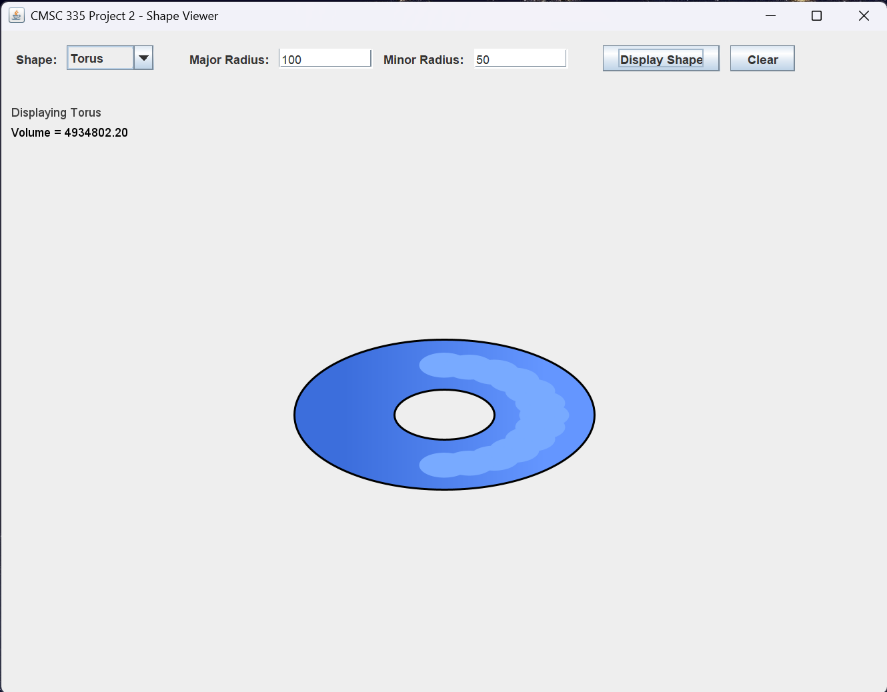 CMSC 335 Project 2 - Shape Viewer
Shape: Torus Major Radius: 100 Minor Radius: 50 Display Shape Clear
Displaying Torus
Volume = 4934802.20